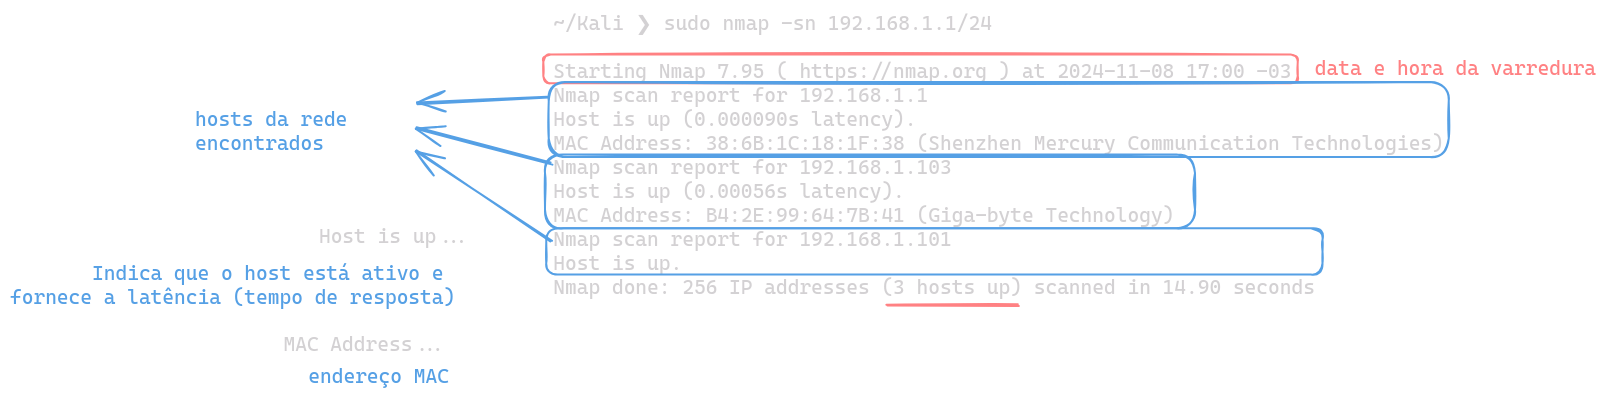 ~/Kali ❯ sudo nmap -sn 192.168.1.1/24
Starting Nmap 7.95 ( https://nmap.org ) at 2024-11-08 17:00 -03
data e hora da varredura
Nmap scan report for 192.168.1.1
Host is up (0.000090s latency).
MAC Address: 38:6B:1C:18:1F:38 (Shenzhen Mercury Communication Technologies)
Nmap scan report for 192.168.1.103
Host is up (0.00056s latency).
MAC Address: B4:2E:99:64:7B:41 (Giga-byte Technology)
Nmap scan report for 192.168.1.101
Host is up.
Nmap done: 256 IP addresses (3 hosts up) scanned in 14.90 seconds
hosts da rede
encontrados
Host is up...
Indica que o host está ativo e
fornece a latência (tempo de resposta)
MAC Address...
endereço MAC